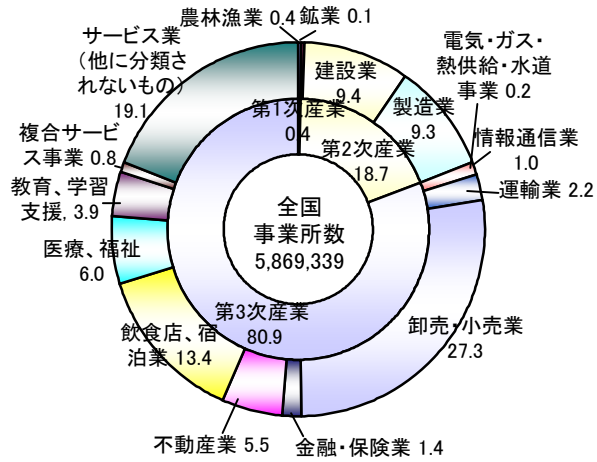 農林漁業 0.4
鉱業 0.1
建設業
9.4
製造業
9.3
電気・ガス・
熱供給・水道
事業 0.2
情報通信業
1.0
運輸業 2.2
卸売・小売業
27.3
金融・保険業 1.4
不動産業 5.5
飲食店、宿
泊業 13.4
医療、福祉
6.0
教育、学習
支援, 3.9
複合サービ
ス事業 0.8
サービス業
(他に分類さ
れないもの)
19.1
第1次産業
0.4
第2次産業
18.7
第3次産業
80.9
全国
事業所数
5,869,339